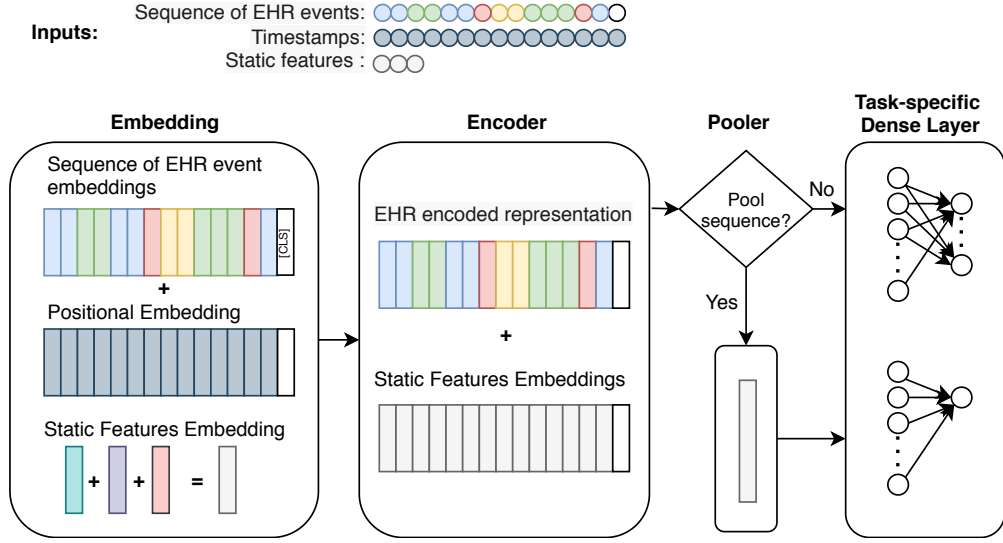 Inputs:
Sequence of EHR events:
Timestamps:
Static features :
Embedding
Encoder
Pooler
Task-specific
Dense Layer
Sequence of EHR event
embeddings
[CLS]
+
Positional Embedding
Static Features Embedding
+ + =
EHR encoded representation
+
Static Features Embeddings
Pool
sequence?
No
Yes